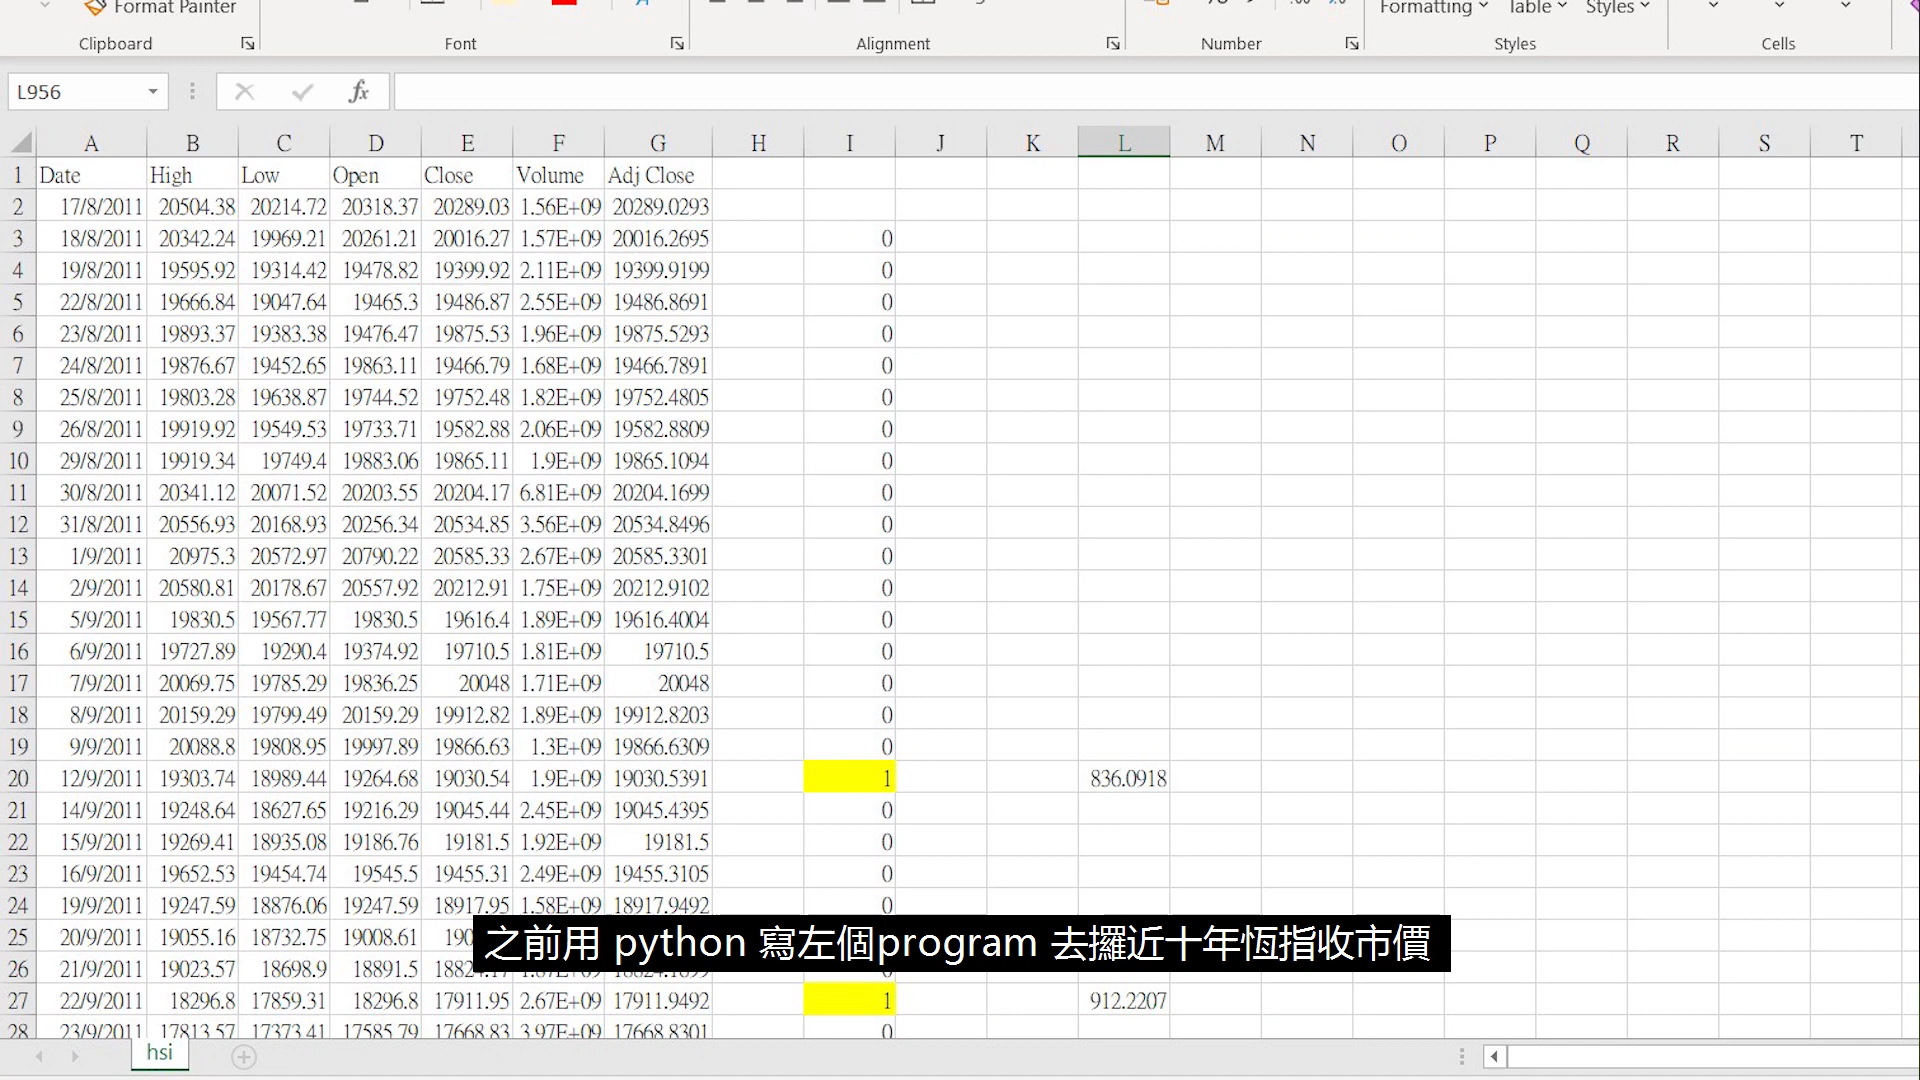 Format Painter Formatting Table Styles
Clipboard Font Alignment Number Styles Cells
L956 fx
A B C D E F G H I J K L M N O P Q R S T
1 Date High Low Open Close Volume Adj Close
2 17/8/2011 20504.38 20214.72 20318.37 20289.03 1.56E+09 20289.0293
3 18/8/2011 20342.24 19969.21 20261.21 20016.27 1.57E+09 20016.2695 0
4 19/8/2011 19595.92 19314.42 19478.82 19399.92 2.11E+09 19399.9199 0
5 22/8/2011 19666.84 19047.64 19465.3 19486.87 2.55E+09 19486.8691 0
6 23/8/2011 19893.37 19383.38 19476.47 19875.53 1.96E+09 19875.5293 0
7 24/8/2011 19876.67 19452.65 19863.11 19466.79 1.68E+09 19466.7891 0
8 25/8/2011 19803.28 19638.87 19744.52 19752.48 1.82E+09 19752.4805 0
9 26/8/2011 19919.92 19549.53 19733.71 19582.88 2.06E+09 19582.8809 0
10 29/8/2011 19919.34 19749.4 19883.06 19865.11 1.9E+09 19865.1094 0
11 30/8/2011 20341.12 20071.52 20203.55 20204.17 6.81E+09 20204.1699 0
12 31/8/2011 20556.93 20168.93 20256.34 20534.85 3.56E+09 20534.8496 0
13 1/9/2011 20975.3 20572.97 20790.22 20585.33 2.67E+09 20585.3301 0
14 2/9/2011 20580.81 20178.67 20557.92 20212.91 1.75E+09 20212.9102 0
15 5/9/2011 19830.5 19567.77 19830.5 19616.4 1.89E+09 19616.4004 0
16 6/9/2011 19727.89 19290.4 19374.92 19710.5 1.81E+09 19710.5 0
17 7/9/2011 20069.75 19785.29 19836.25 20048 1.71E+09 20048 0
18 8/9/2011 20159.29 19799.49 20159.29 19912.82 1.89E+09 19912.8203 0
19 9/9/2011 20088.8 19808.95 19997.89 19866.63 1.3E+09 19866.6309 0
20 12/9/2011 19303.74 18989.44 19264.68 19030.54 1.9E+09 19030.5391 1 836.0918
21 14/9/2011 19248.64 18627.65 19216.29 19045.44 2.45E+09 19045.4395 0
22 15/9/2011 19269.41 18935.08 19186.76 19181.5 1.92E+09 19181.5 0
23 16/9/2011 19652.53 19454.74 19545.5 19455.31 2.49E+09 19455.3105 0
24 19/9/2011 19247.59 18876.06 19247.59 18917.95 1.58E+09 18917.9492 0
25 20/9/2011 19055.16 18732.75 19008.61
之前用 python 寫左個program 去攞近十年恆指收市價
26 21/9/2011 19023.57 18698.9 18891.5
27 22/9/2011 18296.8 17859.31 18296.8 17911.95 2.67E+09 17911.9492 1 912.2207
28 23/9/2011 17813.57 17373.41 17585.79 17668.83 3.97E+09 17668.8301 0
hsi